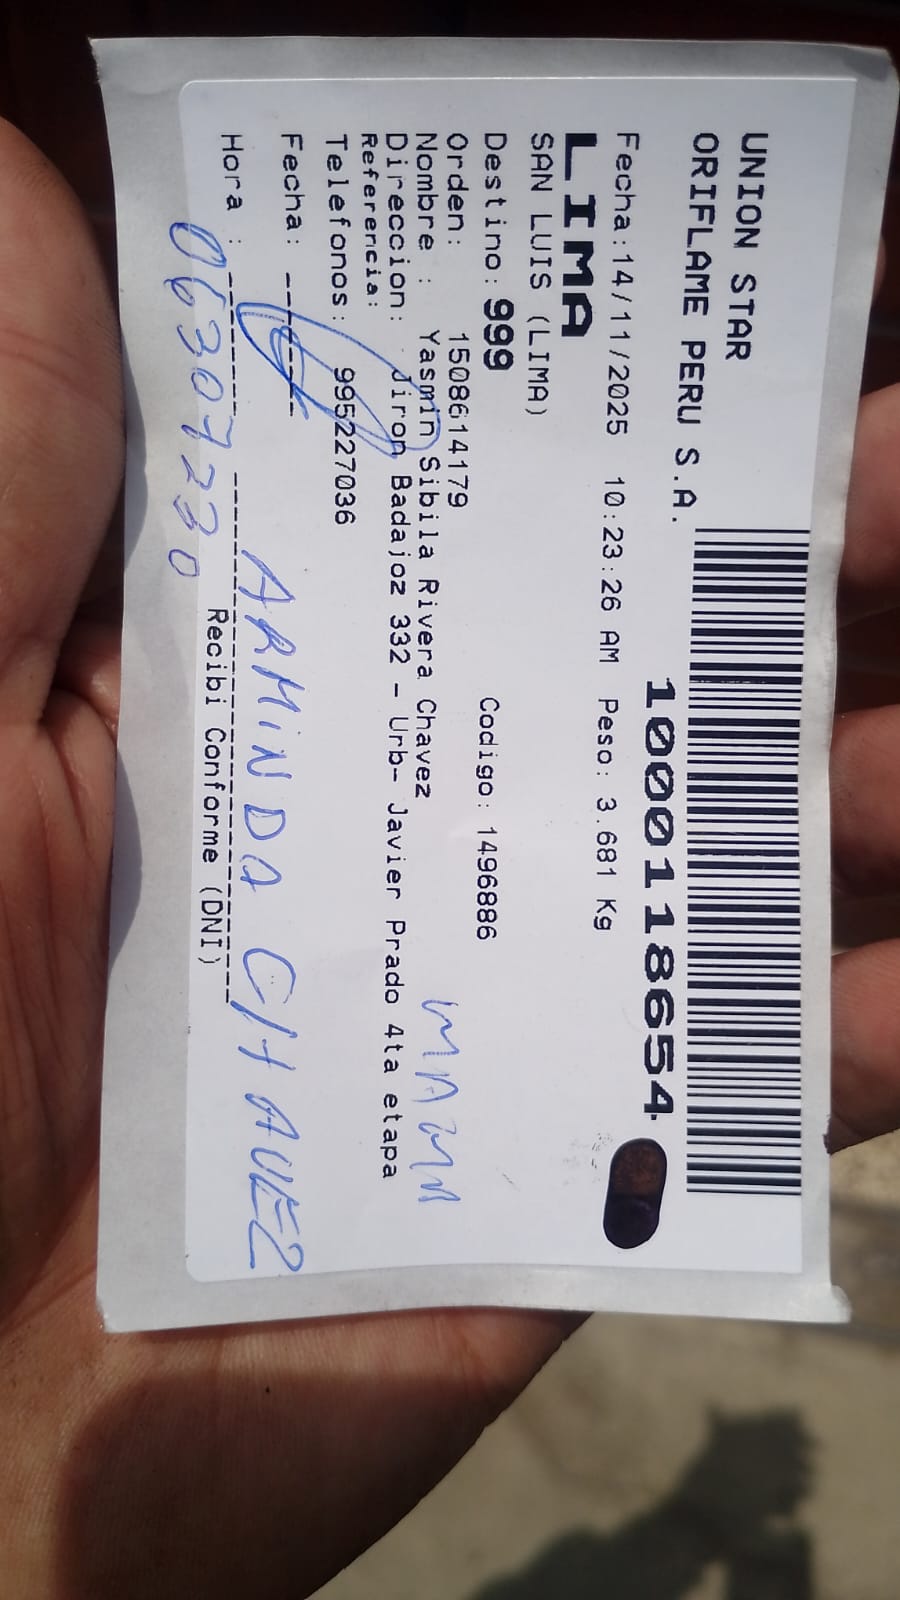 UNION STAR
ORIFLAME PERU S.A.
10001118654
Fecha:14/11/2025 10:23:26 AM Peso: 3.681 Kg
LIMA
SAN LUIS (LIMA)
Destino: 999 Codigo: 1496886
Orden: 1508614179
Nombre : Yasmin Sibila Rivera Chavez
MAMA
Direccion: Jiron Badajoz 332 - Urb- Javier Prado 4ta etapa
Referencia:
Telefonos: 995227036
Fecha:
ARMINDA CHAVEZ
Hora :
Recibi Conforme (DNI)